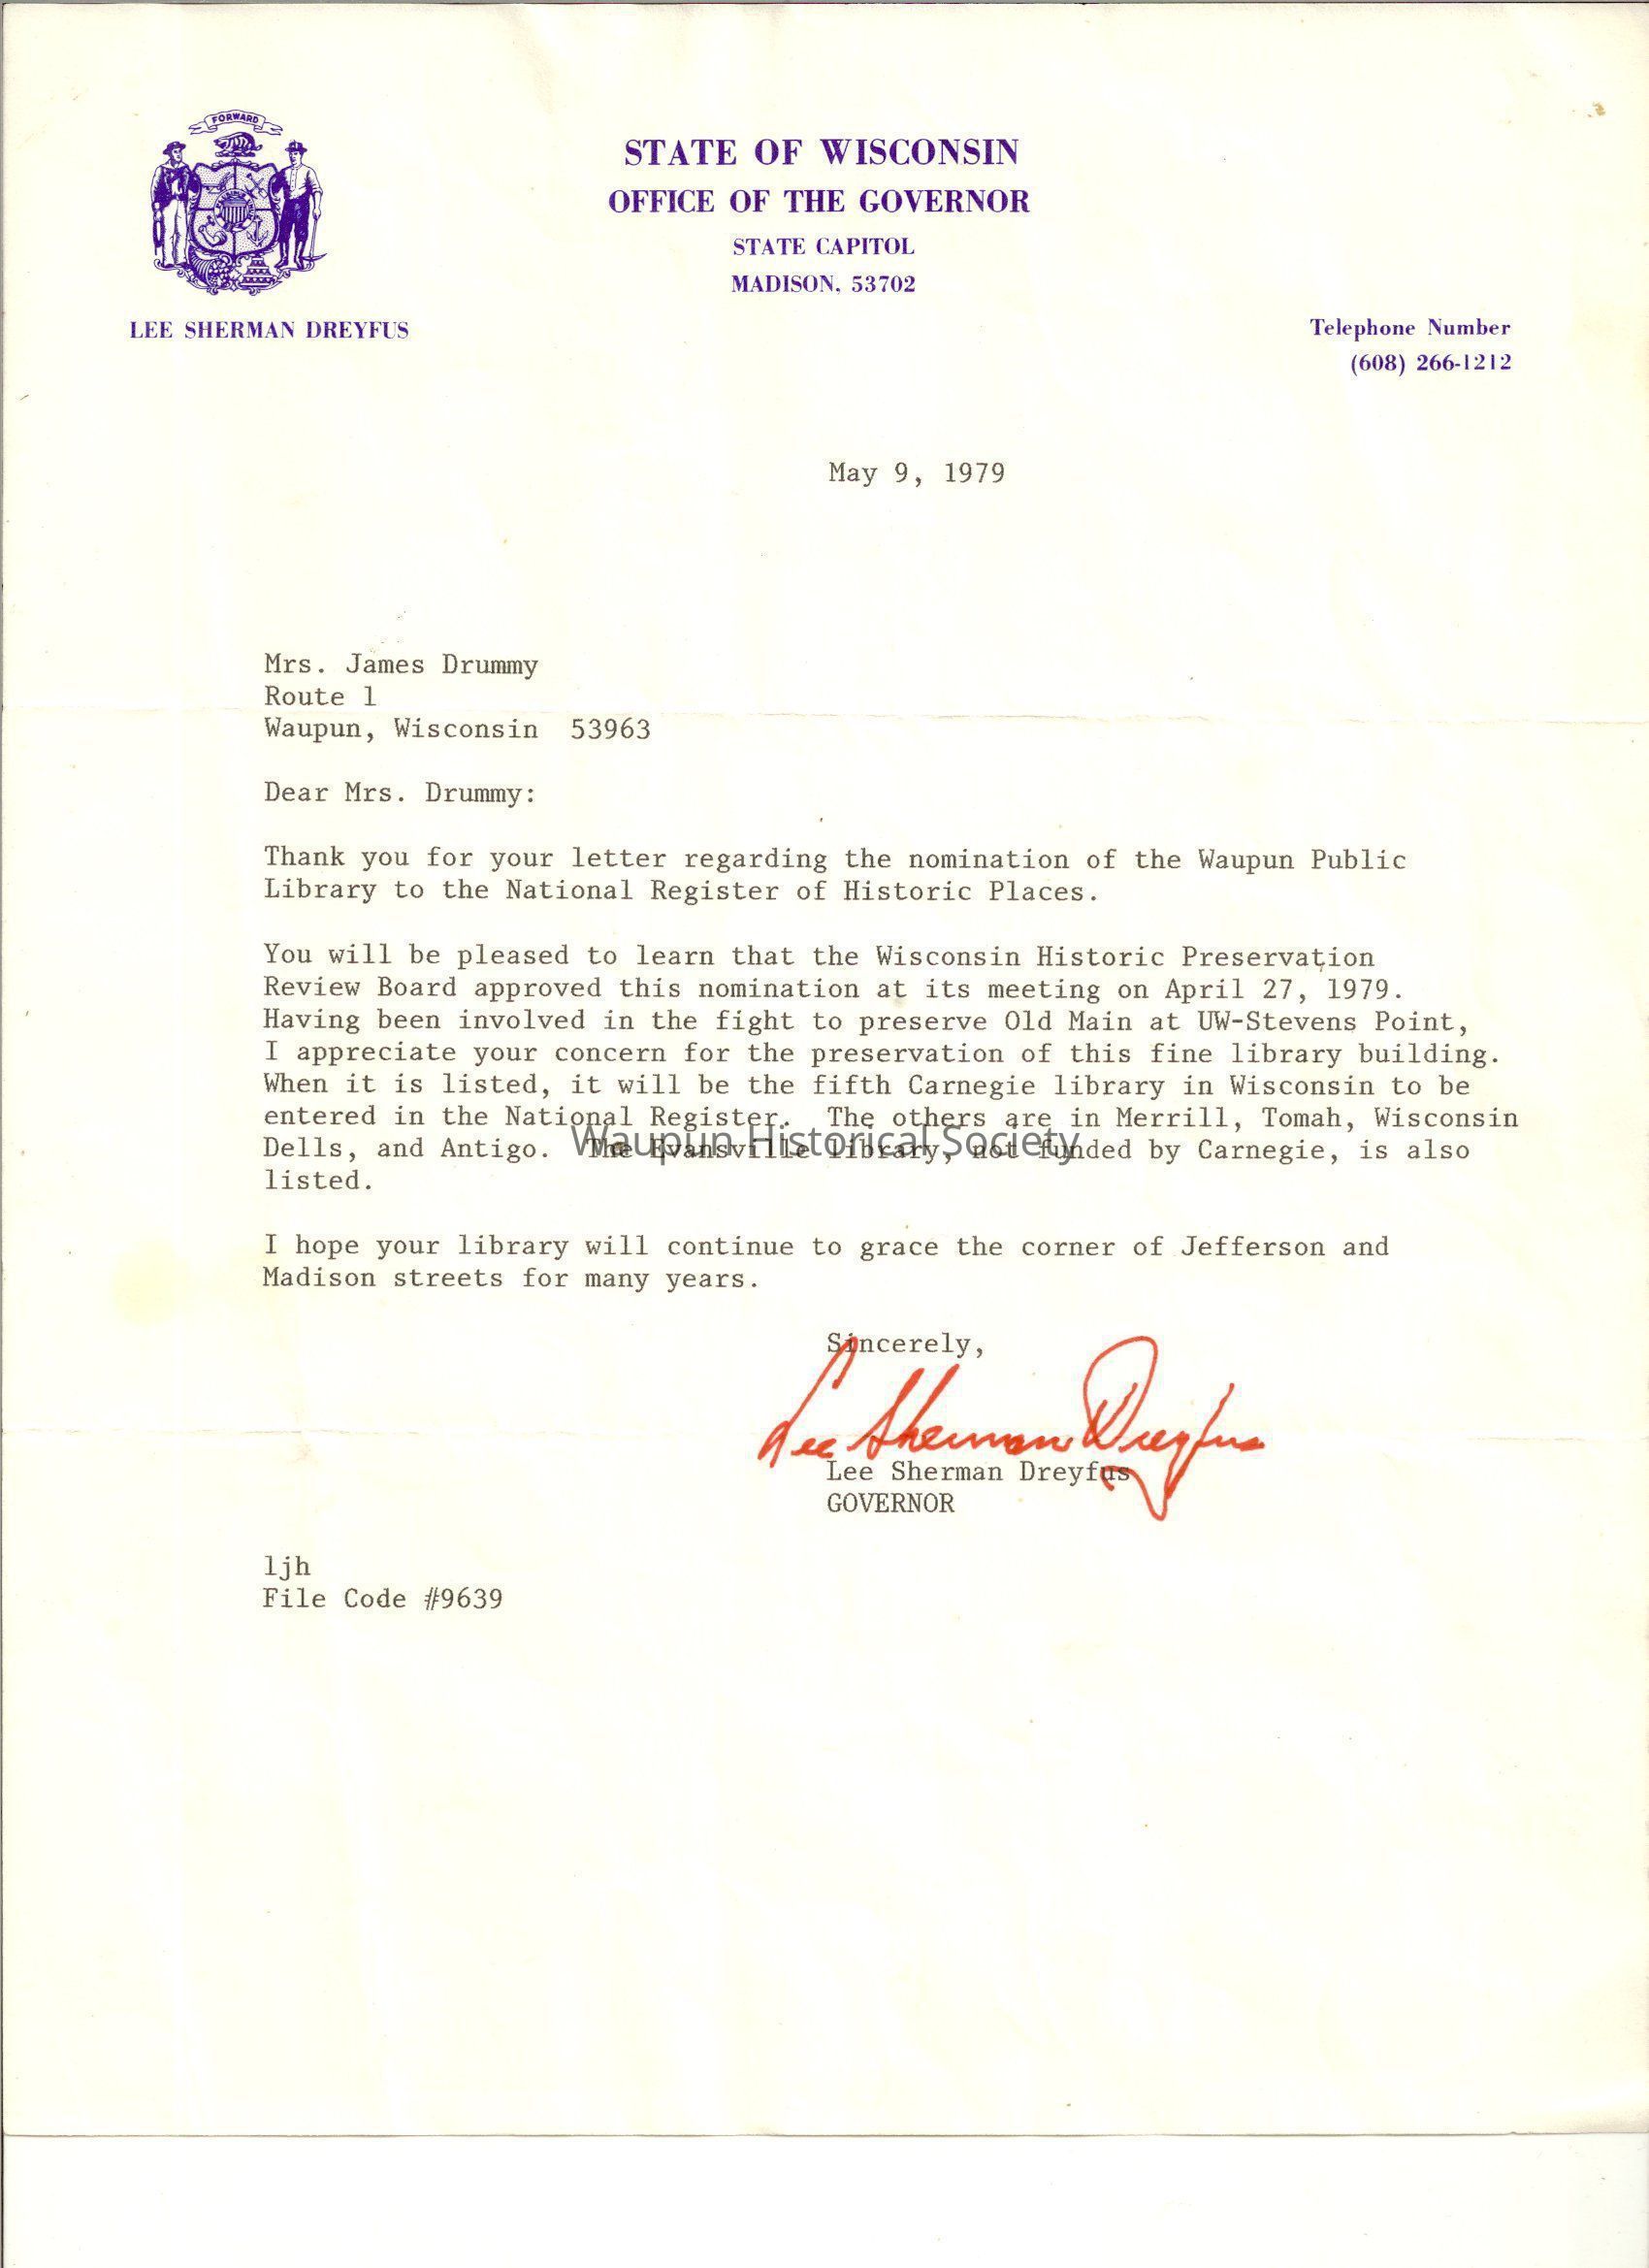 FORWARD
STATE OF WISCONSIN
OFFICE OF THE GOVERNOR
STATE CAPITOL
MADISON, 53702
LEE SHERMAN DREYFUS
Telephone Number
(608) 266-1212
May 9, 1979
Mrs. James Drummy
Route 1
Waupun, Wisconsin 53963
Dear Mrs. Drummy:
Thank you for your letter regarding the nomination of the Waupun Public
Library to the National Register of Historic Places.
You will be pleased to learn that the Wisconsin Historic Preservation
Review Board approved this nomination at its meeting on April 27, 1979.
Having been involved in the fight to preserve Old Main at UW-Stevens Point,
I appreciate your concern for the preservation of this fine library building.
When it is listed, it will be the fifth Carnegie library in Wisconsin to be
entered in the National Register. The others are in Merrill, Tomah, Wisconsin
Dells, and Antigo. The Evansville library, not funded by Carnegie, is also
listed.
Waupun Historical Society
I hope your library will continue to grace the corner of Jefferson and
Madison streets for many years.
Sincerely,
Lee Sherman Dreyfus
Lee Sherman Dreyfus
GOVERNOR
ljh
File Code #9639